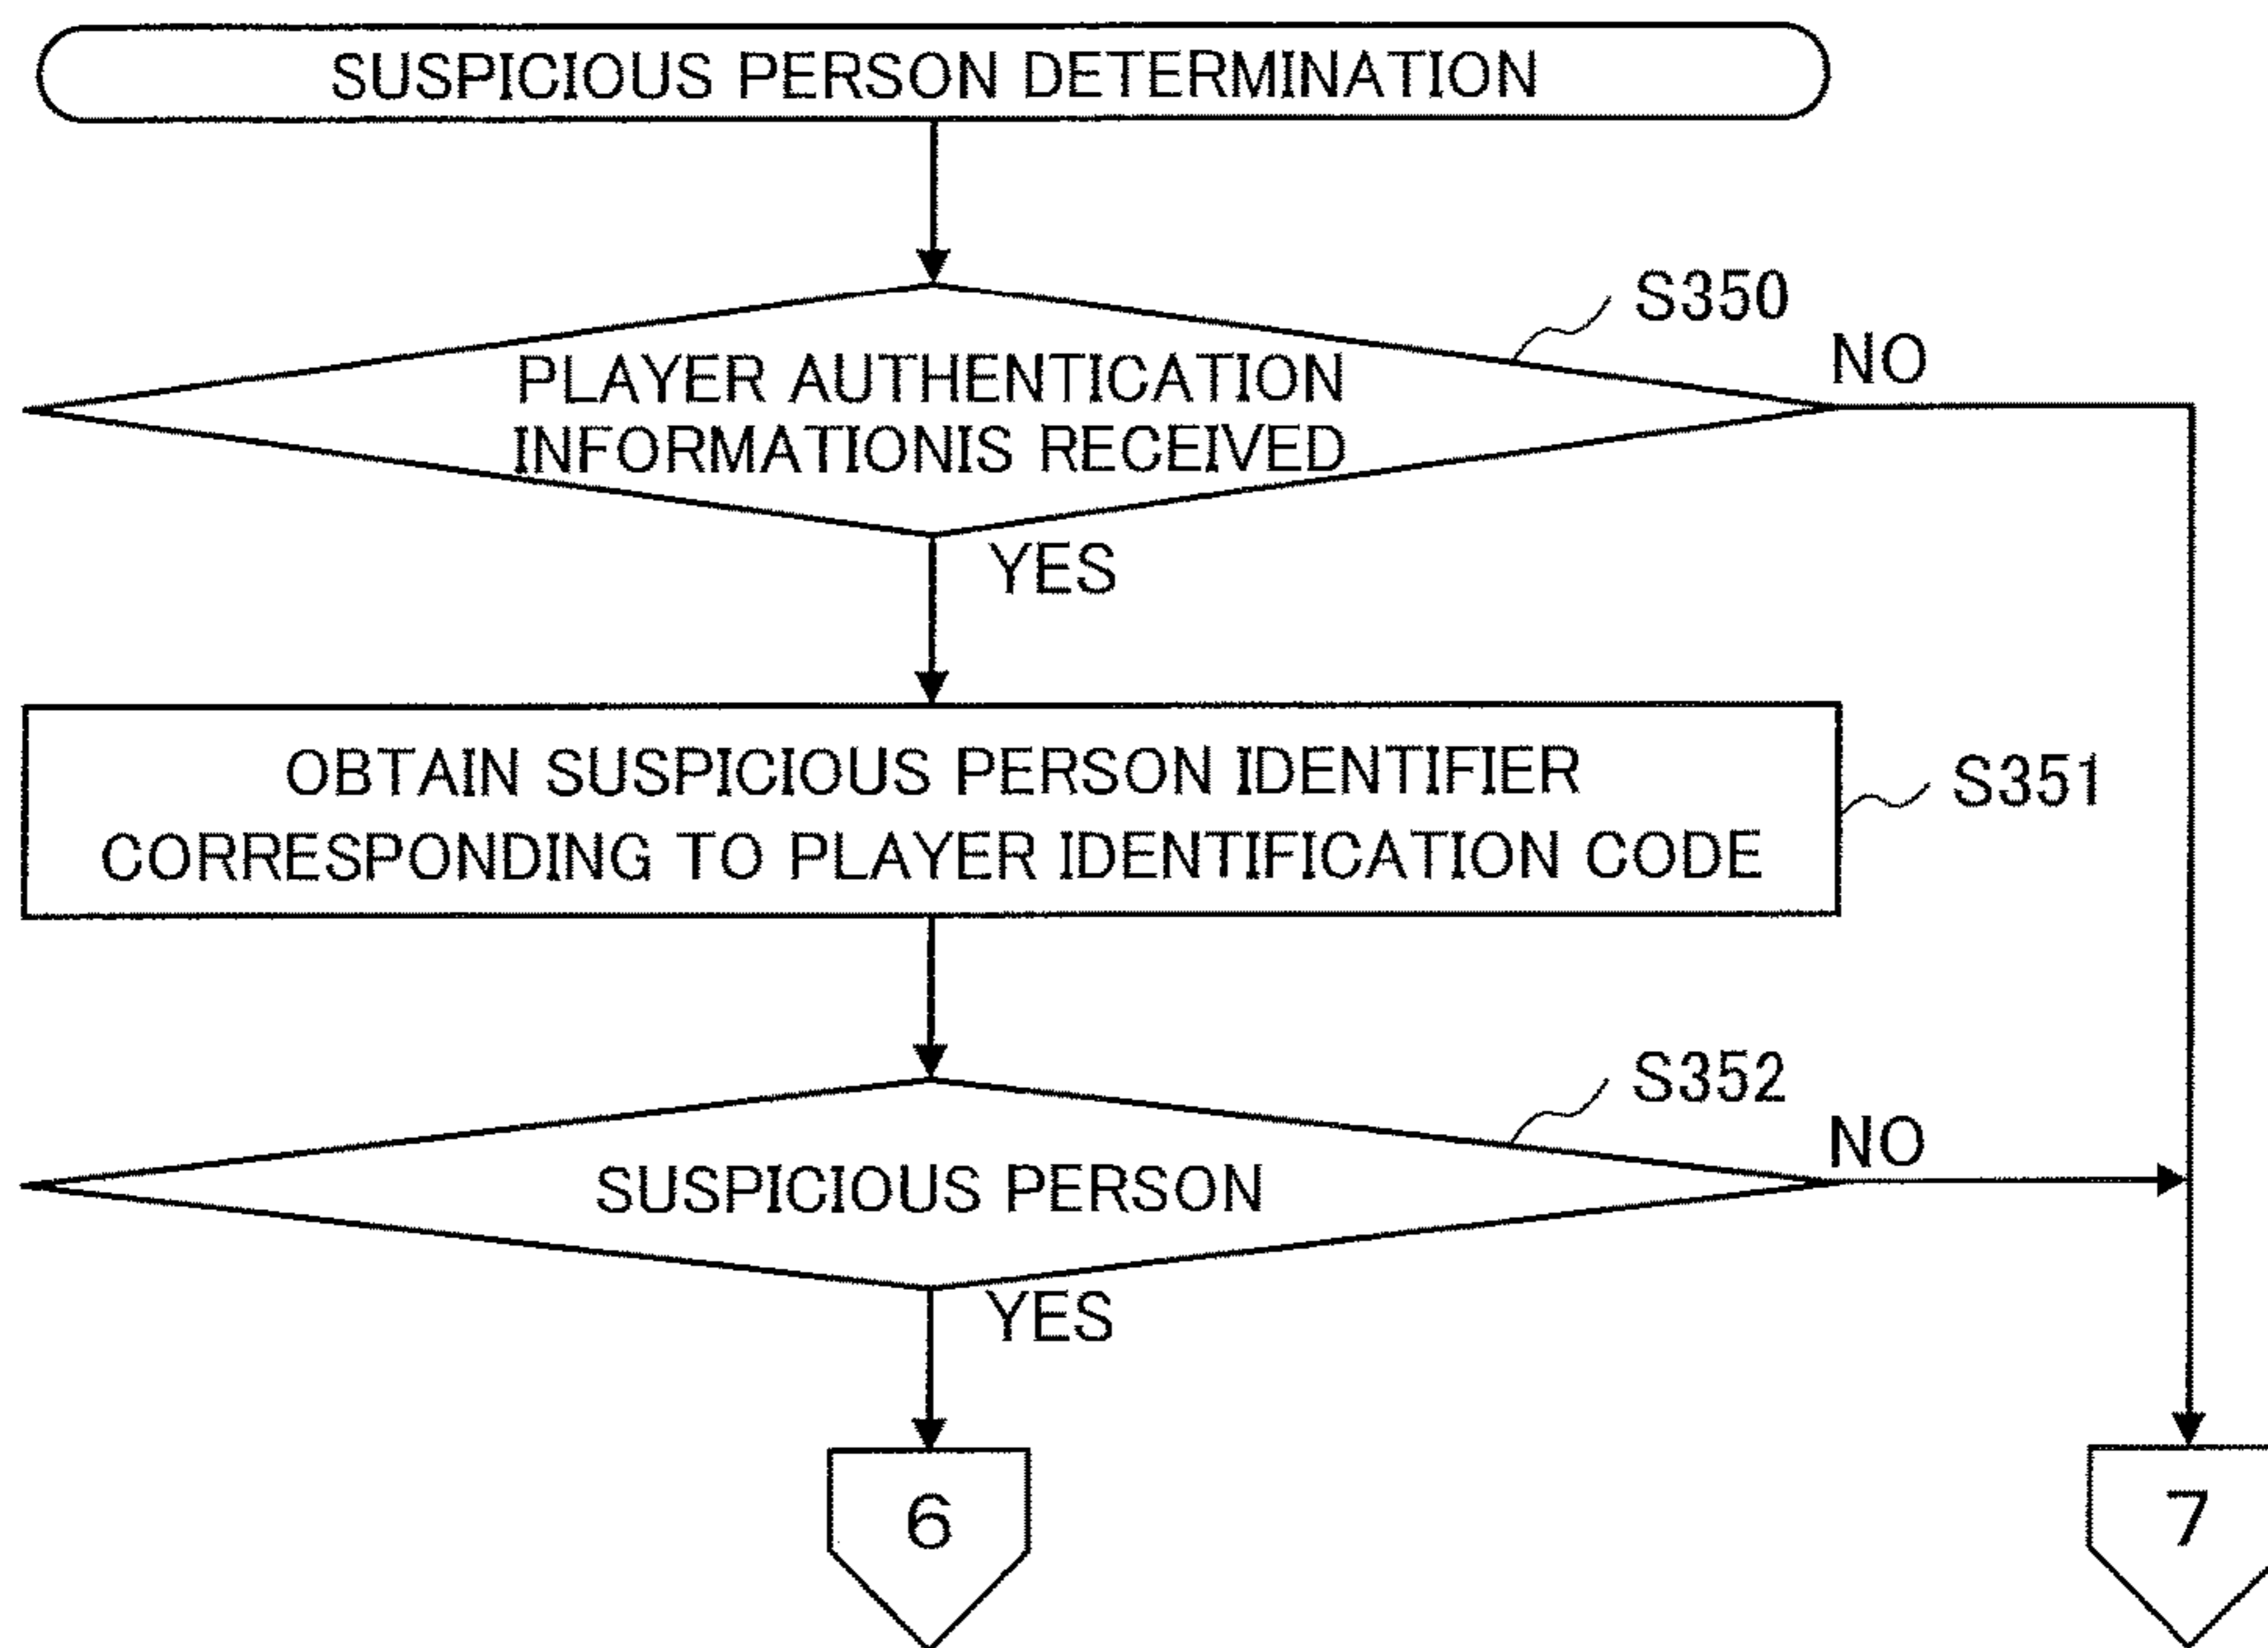 SUSPICIOUS PERSON DETERMINATION
S350
NO
PLAYER AUTHENTICATION
INFORMATIONIS RECEIVED
YES
OBTAIN SUSPICIOUS PERSON IDENTIFIER
CORRESPONDING TO PLAYER IDENTIFICATION CODE
S351
S352
NO
SUSPICIOUS PERSON
YES
6
7